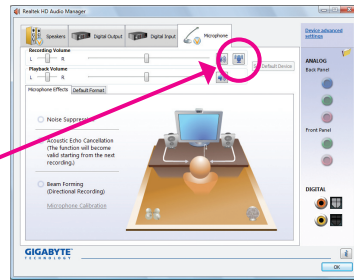 Realtek HD Audio Manager
Speakers
Digital Output
Digital Input
Microphone
Device advanced
settings
Recording Volume
L
R
Default Device
Playback Volume
L
R
ANALOG
Back Panel
Microphone Effects
Default Format
Noise Suppress
Acoustic Echo Cancellation
(The function will become
valid starting from the next
recording.)
Front Panel
Beam Forming
(Directional Recording)
Microphone Calibration
DIGITAL
GIGABYTE
TECHNOLOGY
i
OK